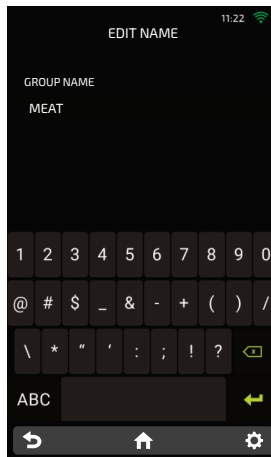 11:22
EDIT NAME
GROUP NAME
MEAT
1 2 3 4 5 6 7 8 9 0
@ # $ _ & - + ( ) /
\ * " ' : ; ! ?
ABC